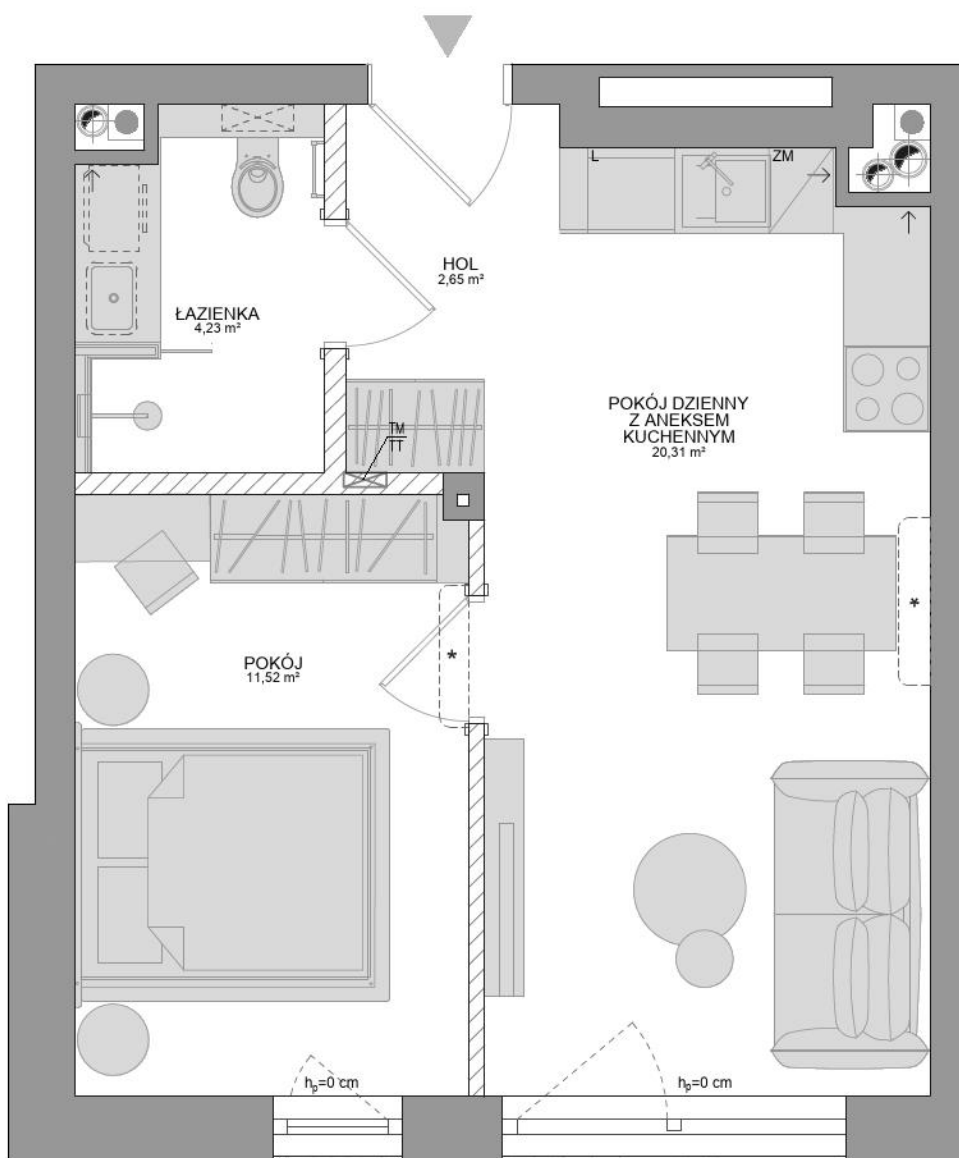 L
ZM
HOL
2,65 m²
ŁAZIENKA
4,23 m²
POKÓJ DZIENNY
Z ANEKSEM
KUCHENNYM
20,31 m²
TM
TT
*
POKÓJ
11,52 m²
*
hp=0 cm
hp=0 cm